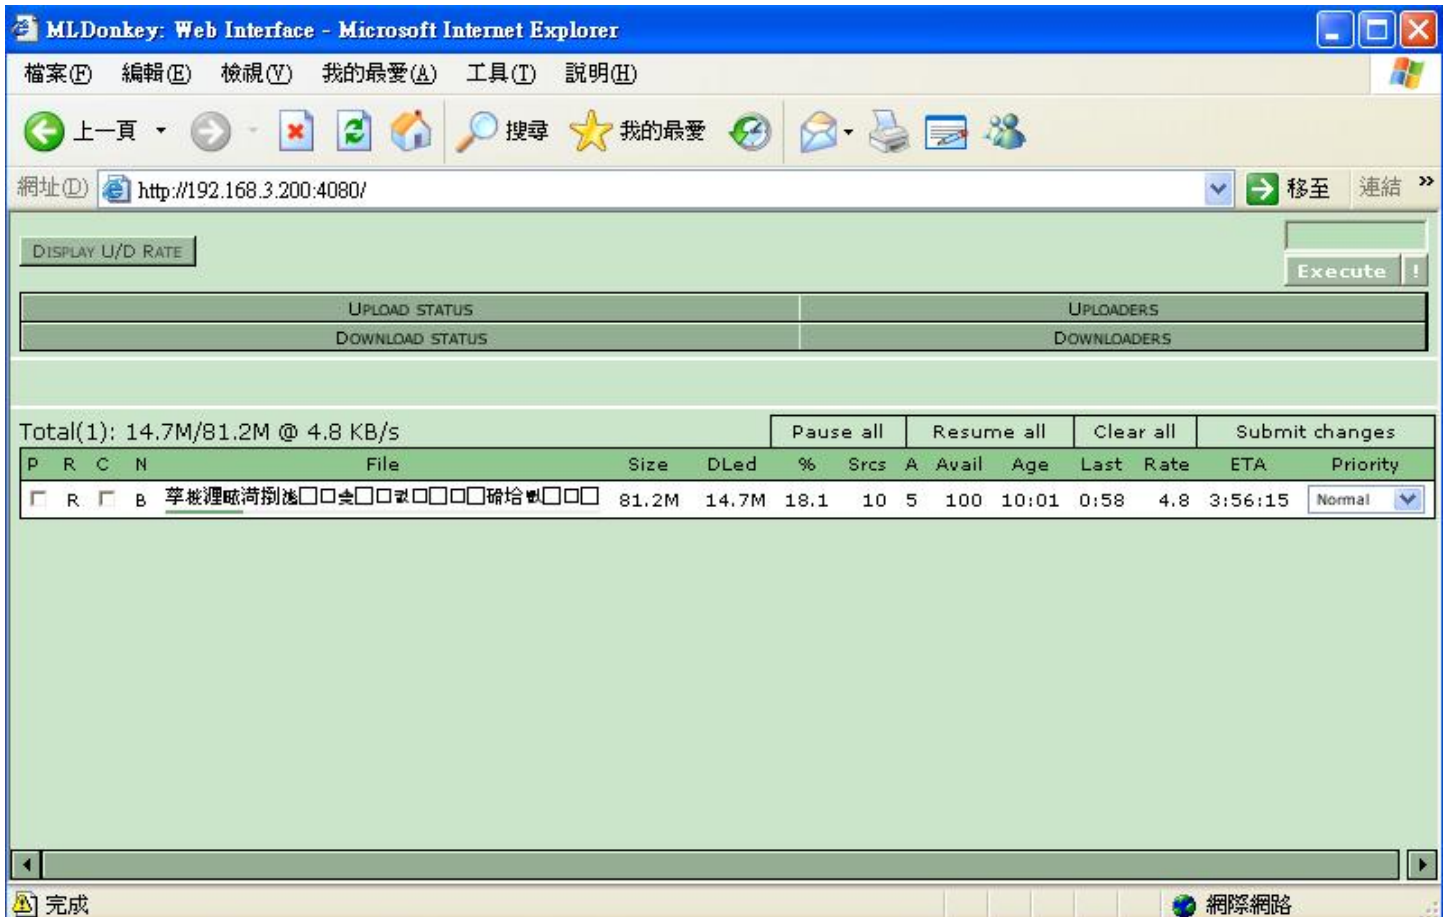 MLDonkey: Web Interface - Microsoft Internet Explorer
檔案(F) 編輯(E) 檢視(V) 我的最愛(A) 工具(T) 說明(H)
上一頁 搜尋 我的最愛
網址(D) http://192.168.3.200:4080/ 移至 連結 »
DISPLAY U/D RATE
Execute !
UPLOAD STATUS UPLOADERS
DOWNLOAD STATUS DOWNLOADERS
Total(1): 14.7M/81.2M @ 4.8 KB/s Pause all Resume all Clear all Submit changes
P R C N File Size DLed % Srcs A Avail Age Last Rate ETA Priority
R B 81.2M 14.7M 18.1 10 5 100 10:01 0:58 4.8 3:56:15 Normal
完成 網際網路